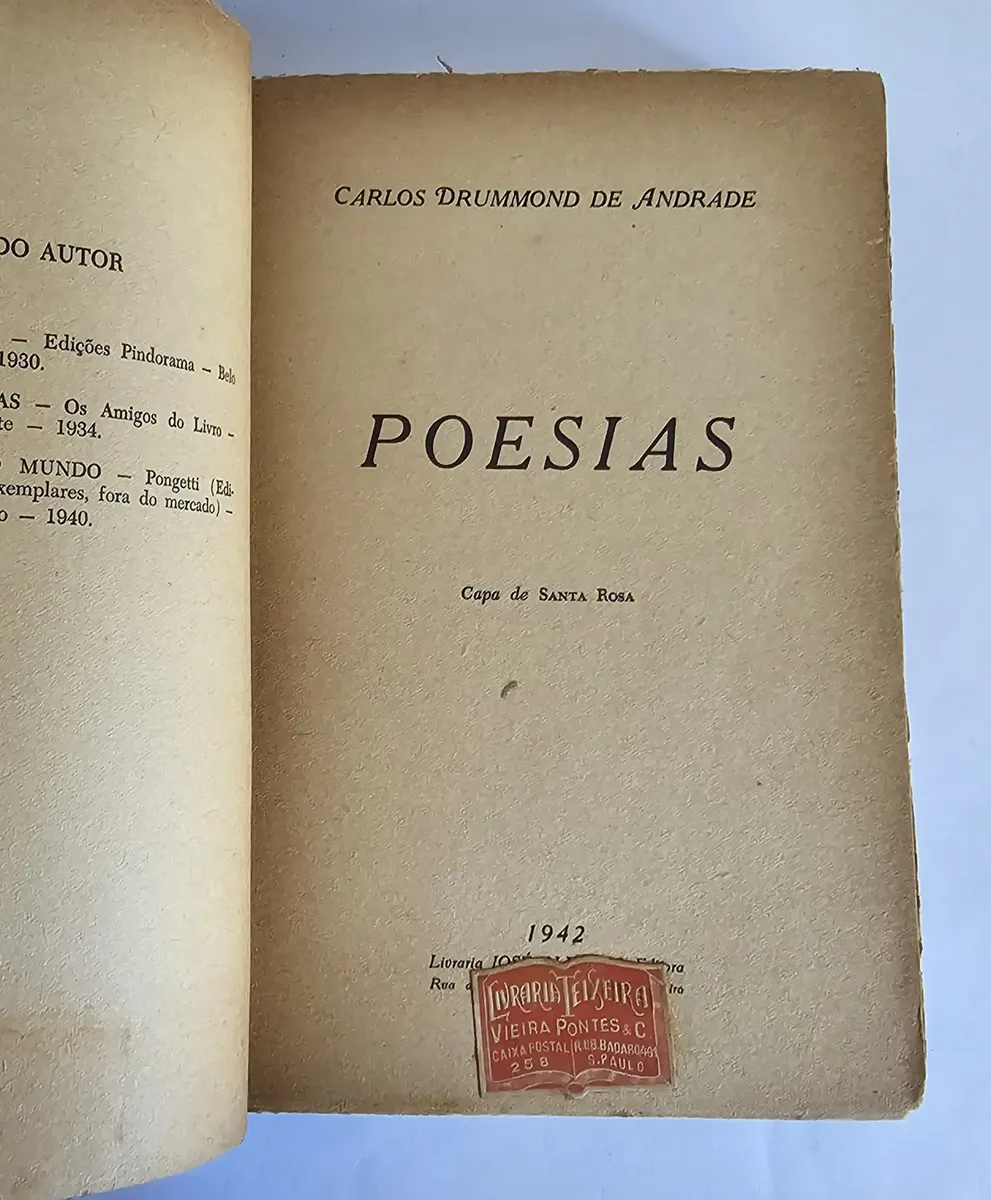 DO AUTOR
— Edições Pindorama — Belo
1930.
AS — Os Amigos do Livro —
te — 1934.
O MUNDO — Pongetti (Edi-
xemplares, fora do mercado) —
o — 1940.
CARLOS DRUMMOND DE ANDRADE
POESIAS
Capa de SANTA ROSA
1942
Livraria JOSÉ
Rua
LIVRARIA TEIXEIRA
VIEIRA PONTES & C.
CAIXA POSTAL R. LIB. BADARO 491
258 S. PAULO